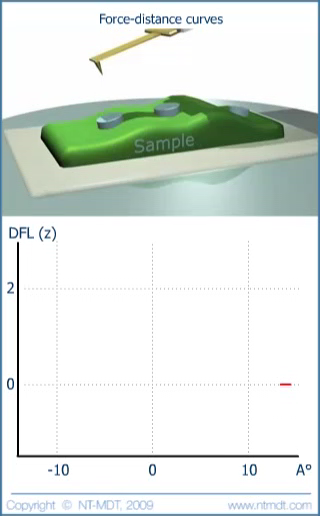 Force-distance curves
Sample
DFL (z)
2
0
-10 0 10 A°
Copyright © NT-MDT, 2009 www.ntmdt.com